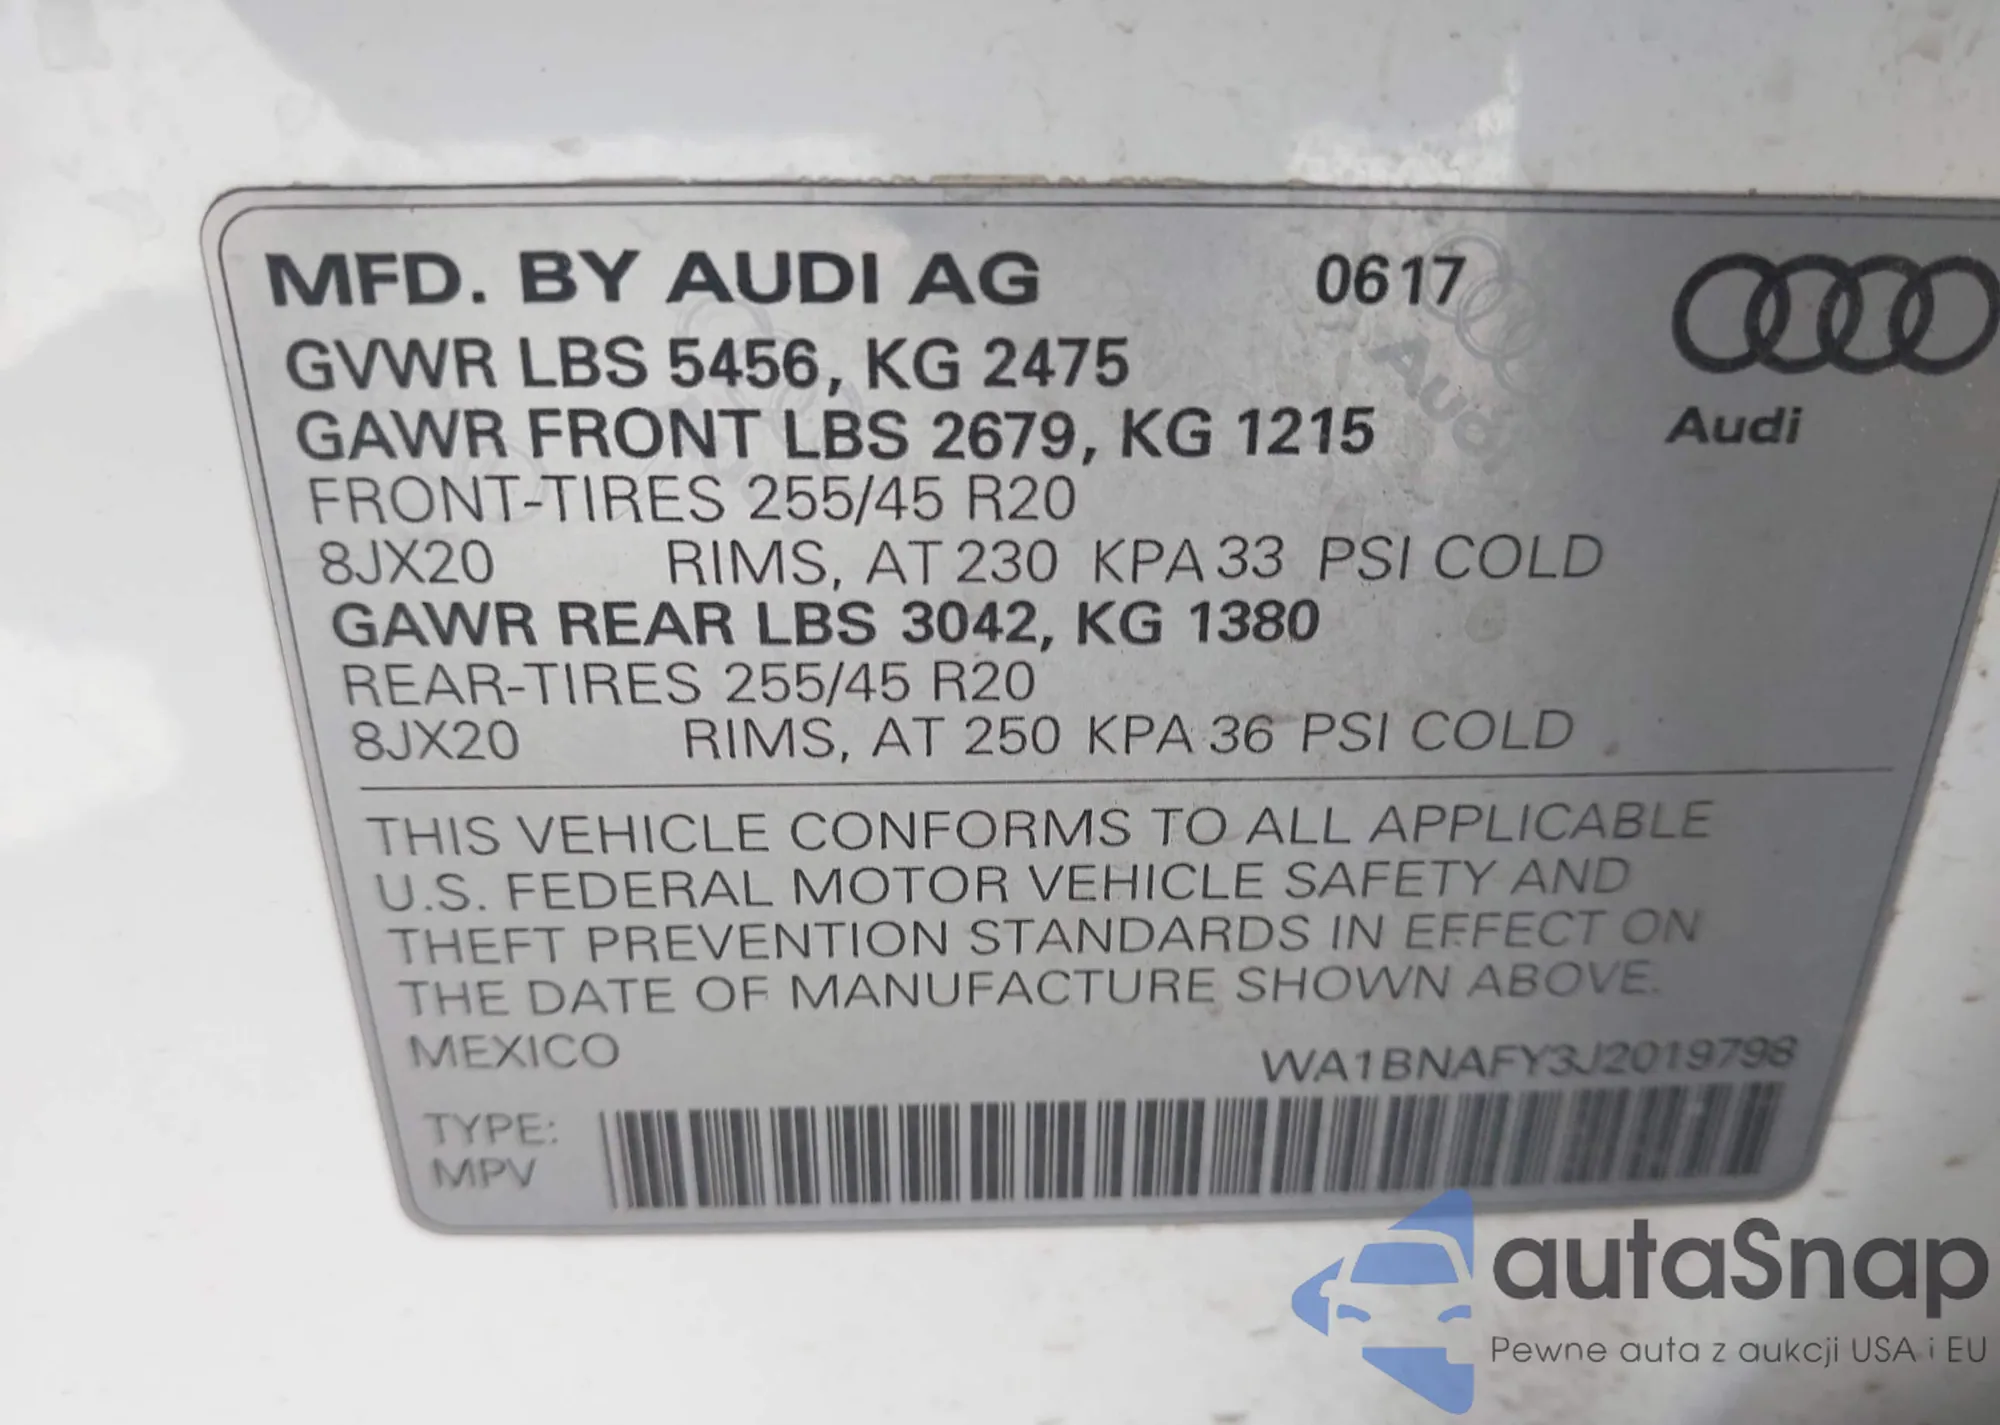 MFD. BY AUDI AG 0617
GVWR LBS 5456, KG 2475
GAWR FRONT LBS 2679, KG 1215
Audi
FRONT-TIRES 255/45 R20
8JX20 RIMS, AT 230 KPA 33 PSI COLD
GAWR REAR LBS 3042, KG 1380
REAR-TIRES 255/45 R20
8JX20 RIMS, AT 250 KPA 36 PSI COLD
THIS VEHICLE CONFORMS TO ALL APPLICABLE
U.S. FEDERAL MOTOR VEHICLE SAFETY AND
THEFT PREVENTION STANDARDS IN EFFECT ON
THE DATE OF MANUFACTURE SHOWN ABOVE.
MEXICO WA1BNAFY3J2019798
TYPE:
MPV
autaSnap
Pewne auta z aukcji USA i EU